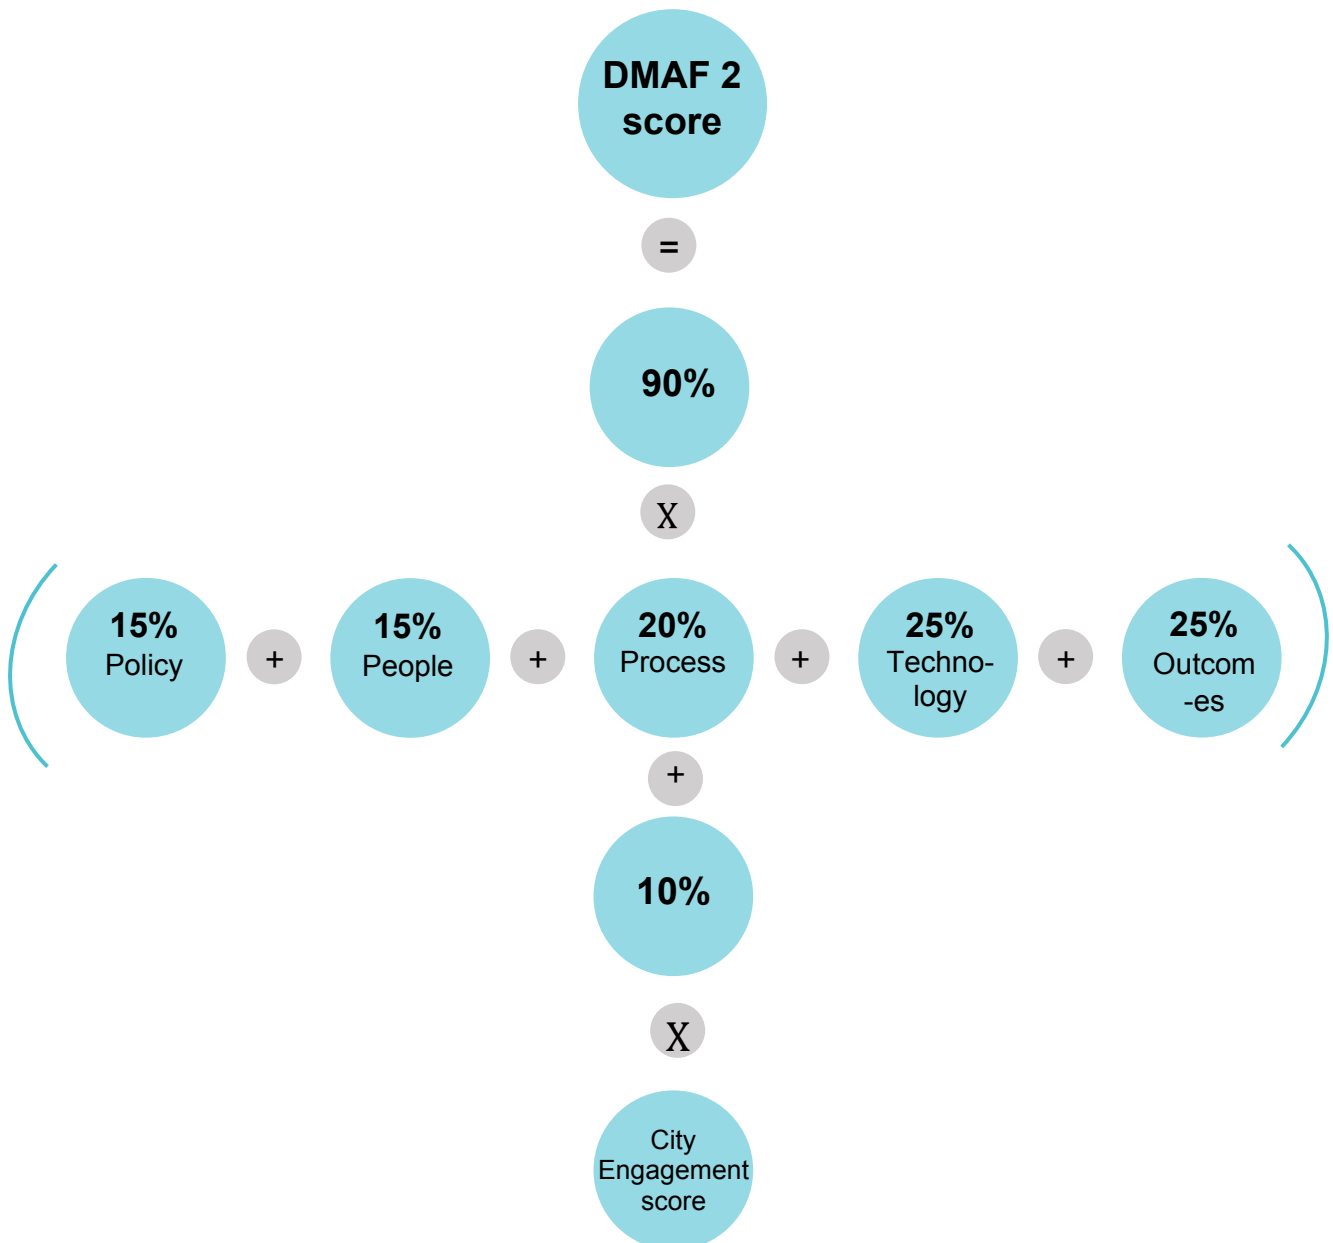 DMAF 2
score
=
90%
X
15%
Policy
+
15%
People
+
20%
Process
+
25%
Techno-
logy
+
25%
Outcom
-es
+
10%
X
City
Engagement
score